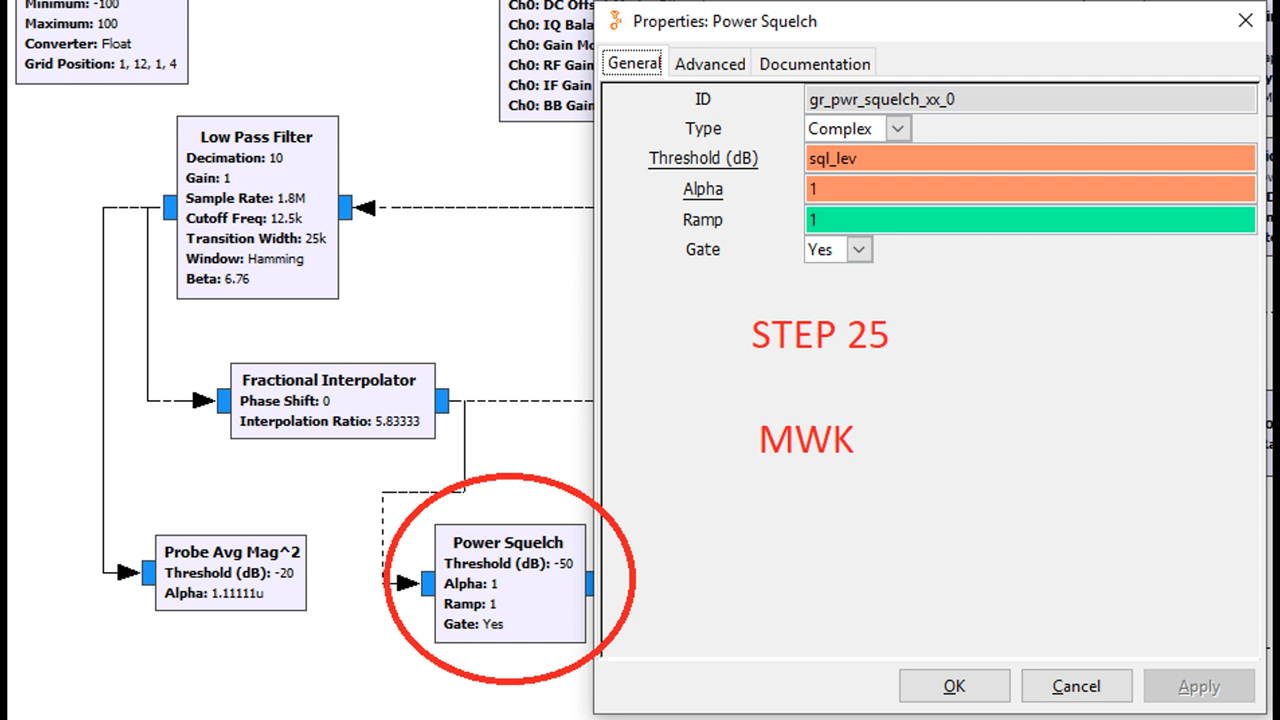 Minimum: -100
Maximum: 100
Converter: Float
Grid Position: 1, 12, 1, 4
Ch0: DC Offs
Ch0: IQ Bala
Ch0: Gain Mo
Ch0: RF Gain
Ch0: IF Gain
Ch0: BB Gain
Low Pass Filter
Decimation: 10
Gain: 1
Sample Rate: 1.8M
Cutoff Freq: 12.5k
Transition Width: 25k
Window: Hamming
Beta: 6.76
Fractional Interpolator
Phase Shift: 0
Interpolation Ratio: 5.83333
Probe Avg Mag^2
Threshold (dB): -20
Alpha: 1.11111u
Power Squelch
Threshold (dB): -50
Alpha: 1
Ramp: 1
Gate: Yes
Properties: Power Squelch
General Advanced Documentation
ID gr_pwr_squelch_xx_0
Type Complex
Threshold (dB) sql_lev
Alpha 1
Ramp 1
Gate Yes
STEP 25
MWK
OK Cancel Apply